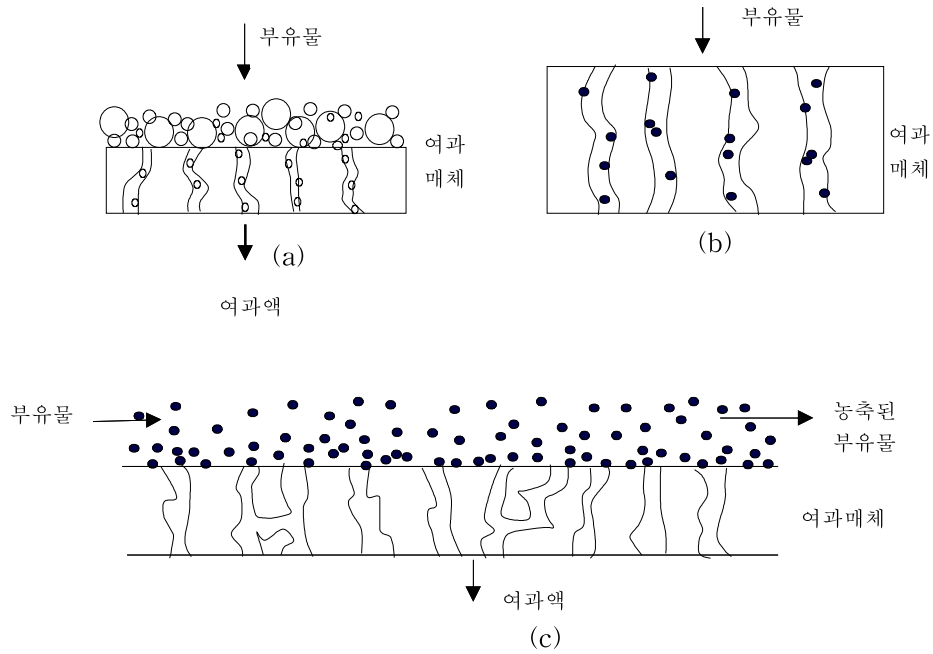 부유물
여과
매체
(a)
여과액
부유물
여과
매체
(b)
부유물
농축된
부유물
여과매체
여과액
(c)